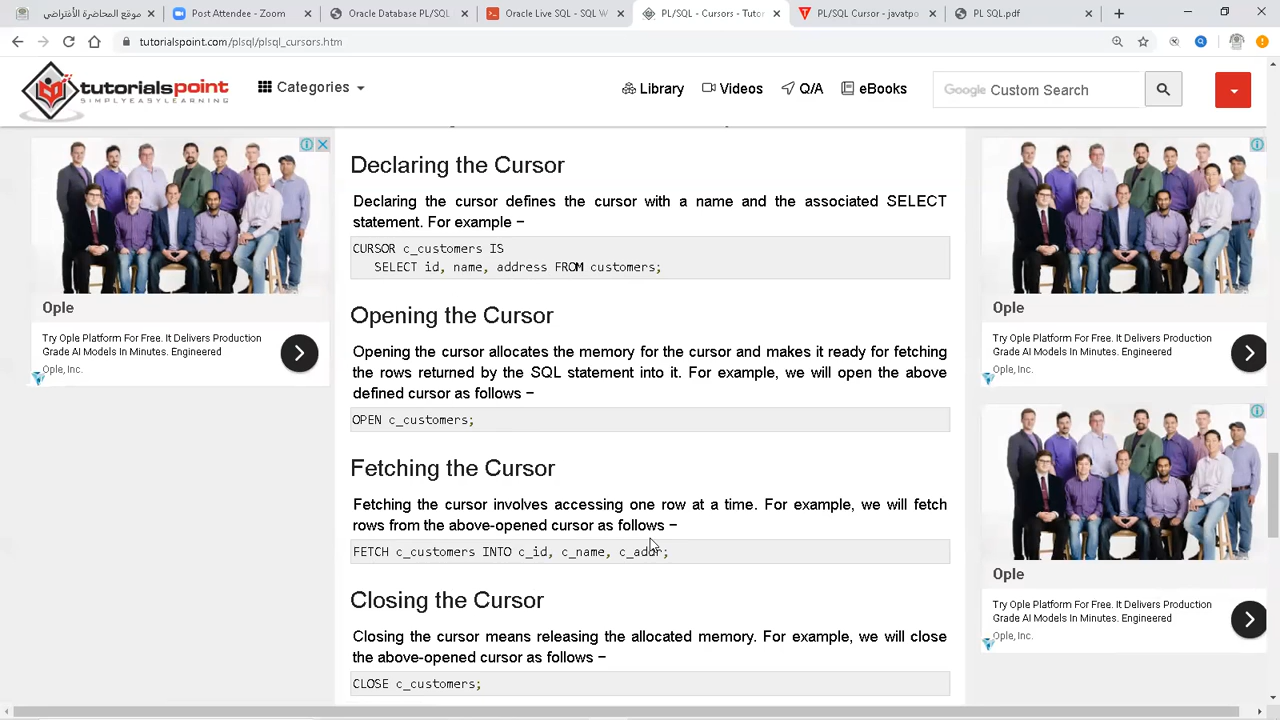 موقع المحاضرة الأفتراضي
Post Attendee - Zoom
Oracle Database PL/SQL
Oracle Live SQL - SQL W
PL/SQL - Cursors - Tutor
PL/SQL Cursor - javatpo
PL SQL.pdf
tutorialspoint.com/plsql/plsql_cursors.htm
tutorialspoint
SIMPLYEASYLEARNING
Categories
Library
Videos
Q/A
eBooks
Google Custom Search
Declaring the Cursor
Declaring the cursor defines the cursor with a name and the associated SELECT
statement. For example −
CURSOR c_customers IS
SELECT id, name, address FROM customers;
Opening the Cursor
Opening the cursor allocates the memory for the cursor and makes it ready for fetching
the rows returned by the SQL statement into it. For example, we will open the above
defined cursor as follows −
OPEN c_customers;
Fetching the Cursor
Fetching the cursor involves accessing one row at a time. For example, we will fetch
rows from the above-opened cursor as follows −
FETCH c_customers INTO c_id, c_name, c_addr;
Closing the Cursor
Closing the cursor means releasing the allocated memory. For example, we will close
the above-opened cursor as follows −
CLOSE c_customers;
Ople
Try Ople Platform For Free. It Delivers Production
Grade AI Models In Minutes. Engineered
Ople, Inc.
Ople
Try Ople Platform For Free. It Delivers Production
Grade AI Models In Minutes. Engineered
Ople, Inc.
Ople
Try Ople Platform For Free. It Delivers Production
Grade AI Models In Minutes. Engineered
Ople, Inc.